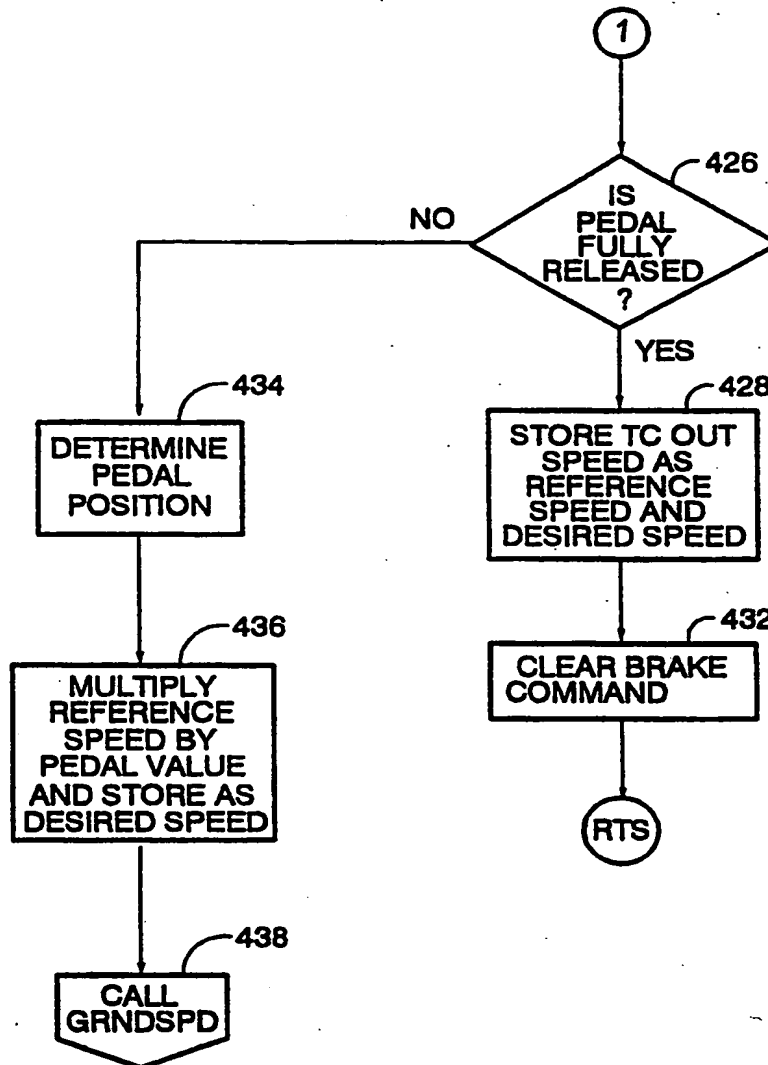 1
426
IS
PEDAL
FULLY
RELEASED
?
NO
YES
434
DETERMINE
PEDAL
POSITION
428
STORE TC OUT
SPEED AS
REFERENCE
SPEED AND
DESIRED SPEED
436
MULTIPLY
REFERENCE
SPEED BY
PEDAL VALUE
AND STORE AS
DESIRED SPEED
432
CLEAR BRAKE
COMMAND
RTS
438
CALL
GRNDSPD